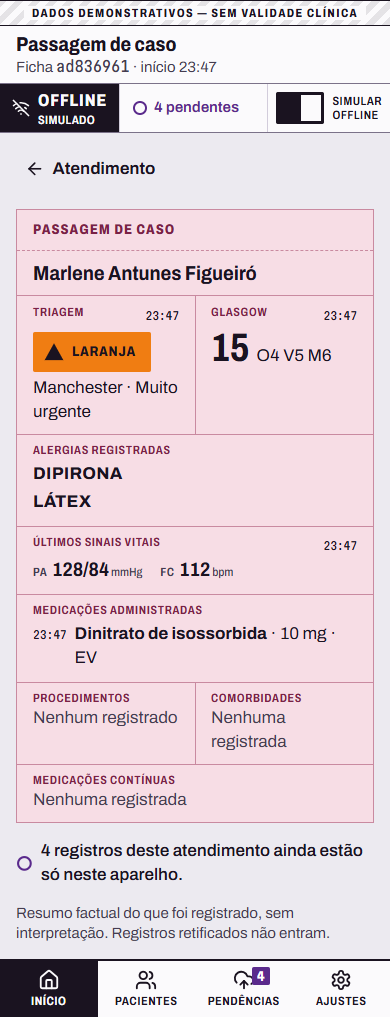 DADOS DEMONSTRATIVOS — SEM VALIDADE CLÍNICA
Passagem de caso
Ficha ad836961 · início 23:47
OFFLINE
SIMULADO
4 pendentes
SIMULAR
OFFLINE
Atendimento
PASSAGEM DE CASO
Marlene Antunes Figueiró
TRIAGEM 23:47
LARANJA
Manchester · Muito
urgente
GLASGOW 23:47
15 O4 V5 M6
ALERGIAS REGISTRADAS
DIPIRONA
LÁTEX
ÚLTIMOS SINAIS VITAIS 23:47
PA 128/84 mmHg FC 112 bpm
MEDICAÇÕES ADMINISTRADAS
23:47 Dinitrato de isossorbida · 10 mg ·
EV
PROCEDIMENTOS
Nenhum registrado
COMORBIDADES
Nenhuma
registrada
MEDICAÇÕES CONTÍNUAS
Nenhuma registrada
4 registros deste atendimento ainda estão
só neste aparelho.
Resumo factual do que foi registrado, sem
interpretação. Registros retificados não entram.
INÍCIO
PACIENTES
4
PENDÊNCIAS
AJUSTES